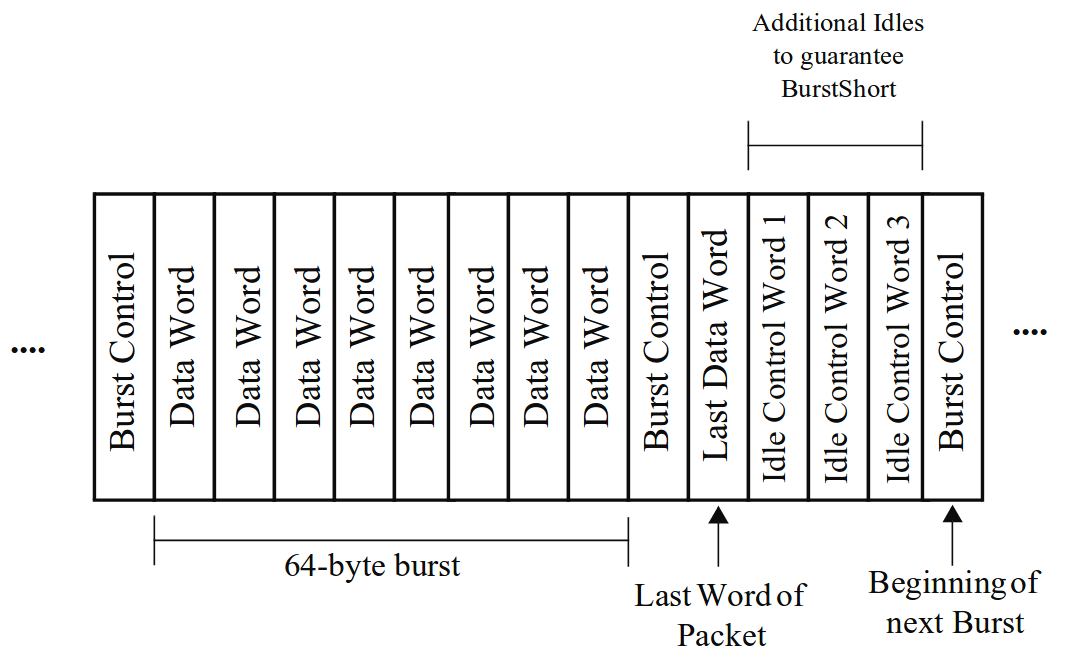 Additional Idles
to guarantee
BurstShort
....
Burst Control
Data Word
Data Word
Data Word
Data Word
Data Word
Data Word
Data Word
Data Word
Burst Control
Last Data Word
Idle Control Word 1
Idle Control Word 2
Idle Control Word 3
Burst Control
....
64-byte burst
Last Word of
Packet
Beginning of
next Burst